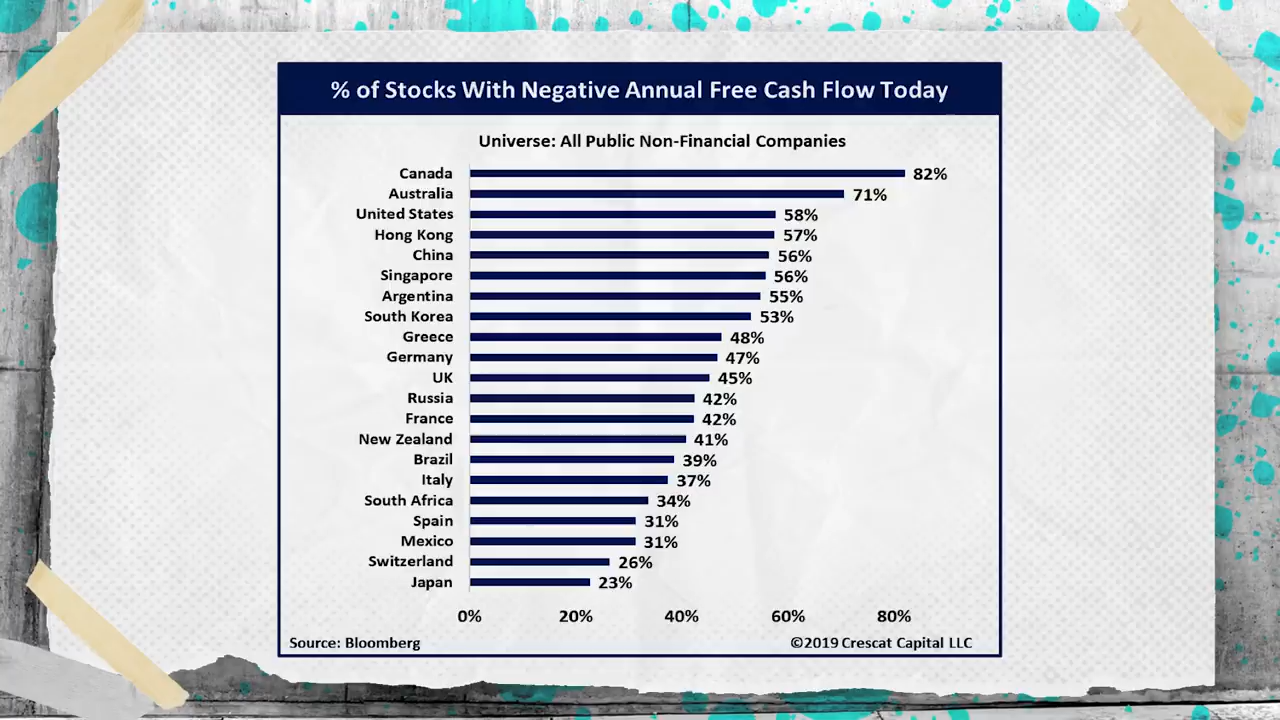 % of Stocks With Negative Annual Free Cash Flow Today
Universe: All Public Non-Financial Companies
Canada 82%
Australia 71%
United States 58%
Hong Kong 57%
China 56%
Singapore 56%
Argentina 55%
South Korea 53%
Greece 48%
Germany 47%
UK 45%
Russia 42%
France 42%
New Zealand 41%
Brazil 39%
Italy 37%
South Africa 34%
Spain 31%
Mexico 31%
Switzerland 26%
Japan 23%
0% 20% 40% 60% 80%
Source: Bloomberg ©2019 Crescat Capital LLC